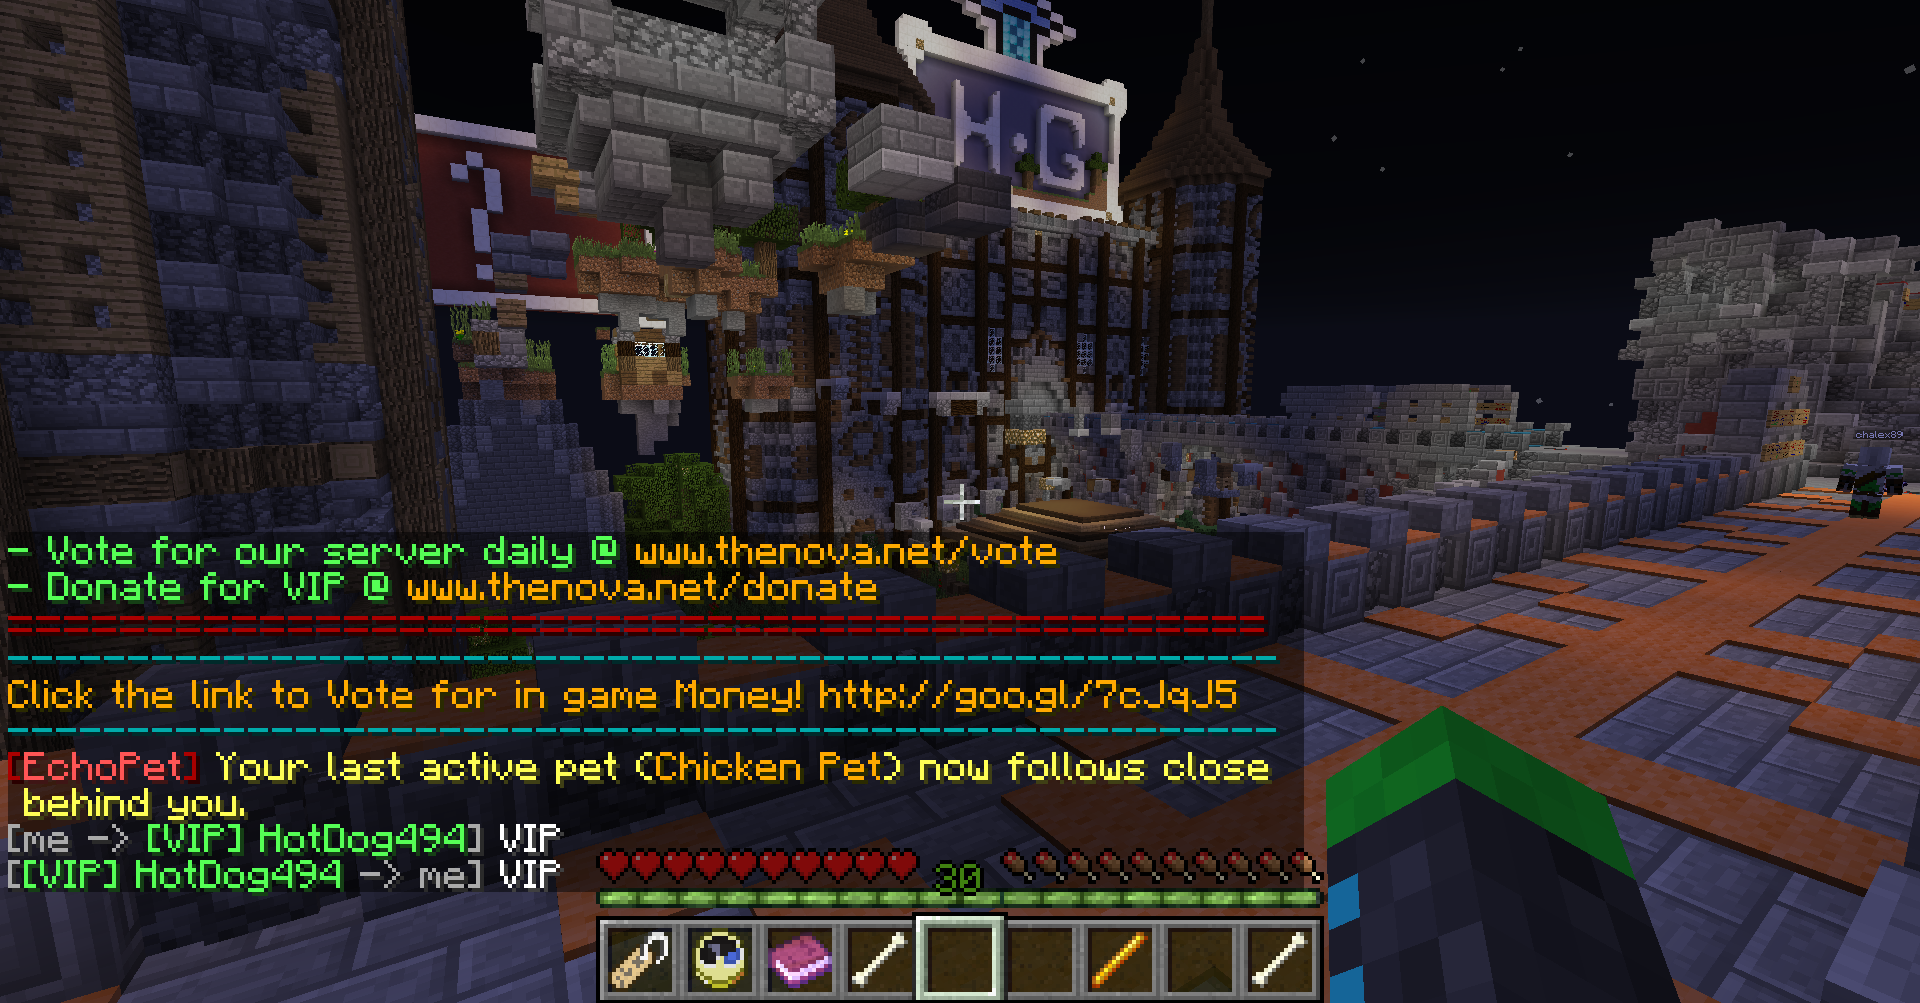 H·G
?
chalex89
- Vote for our server daily @ www.thenova.net/vote
- Donate for VIP @ www.thenova.net/donate
Click the link to Vote for in game Money! http://goo.gl/7cJqJ5
[EchoPet] Your last active pet (Chicken Pet) now follows close
behind you.
[me -> [VIP] HotDog494] VIP
[[VIP] HotDog494 -> me] VIP
30